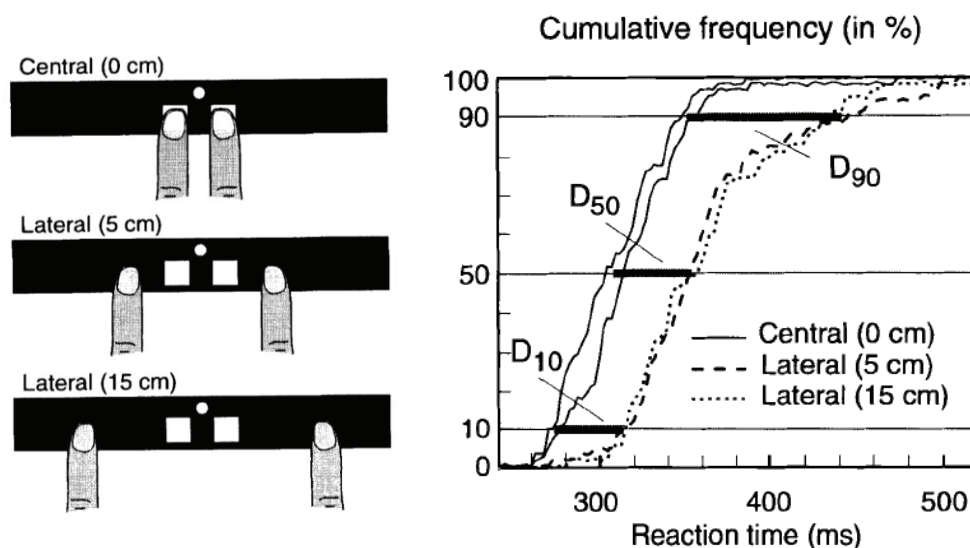 Central (0 cm)
Lateral (5 cm)
Lateral (15 cm)
Cumulative frequency (in %)
100
90
D90
D50
50
Central (0 cm)
D10
Lateral (5 cm)
Lateral (15 cm)
10
0
300
400
500
Reaction time (ms)